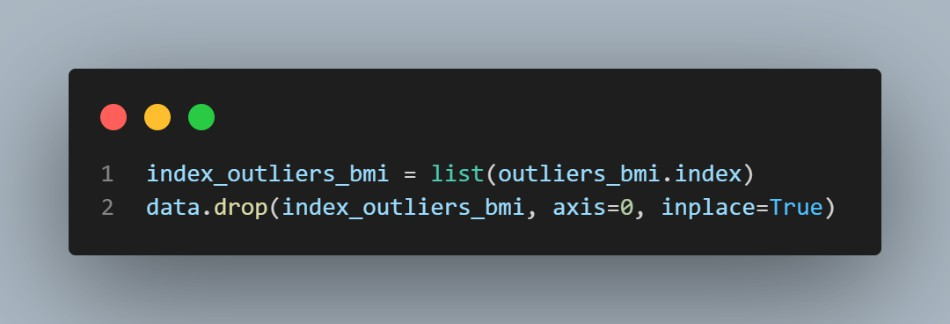 1 index_outliers_bmi = list(outliers_bmi.index)
2 data.drop(index_outliers_bmi, axis=0, inplace=True)